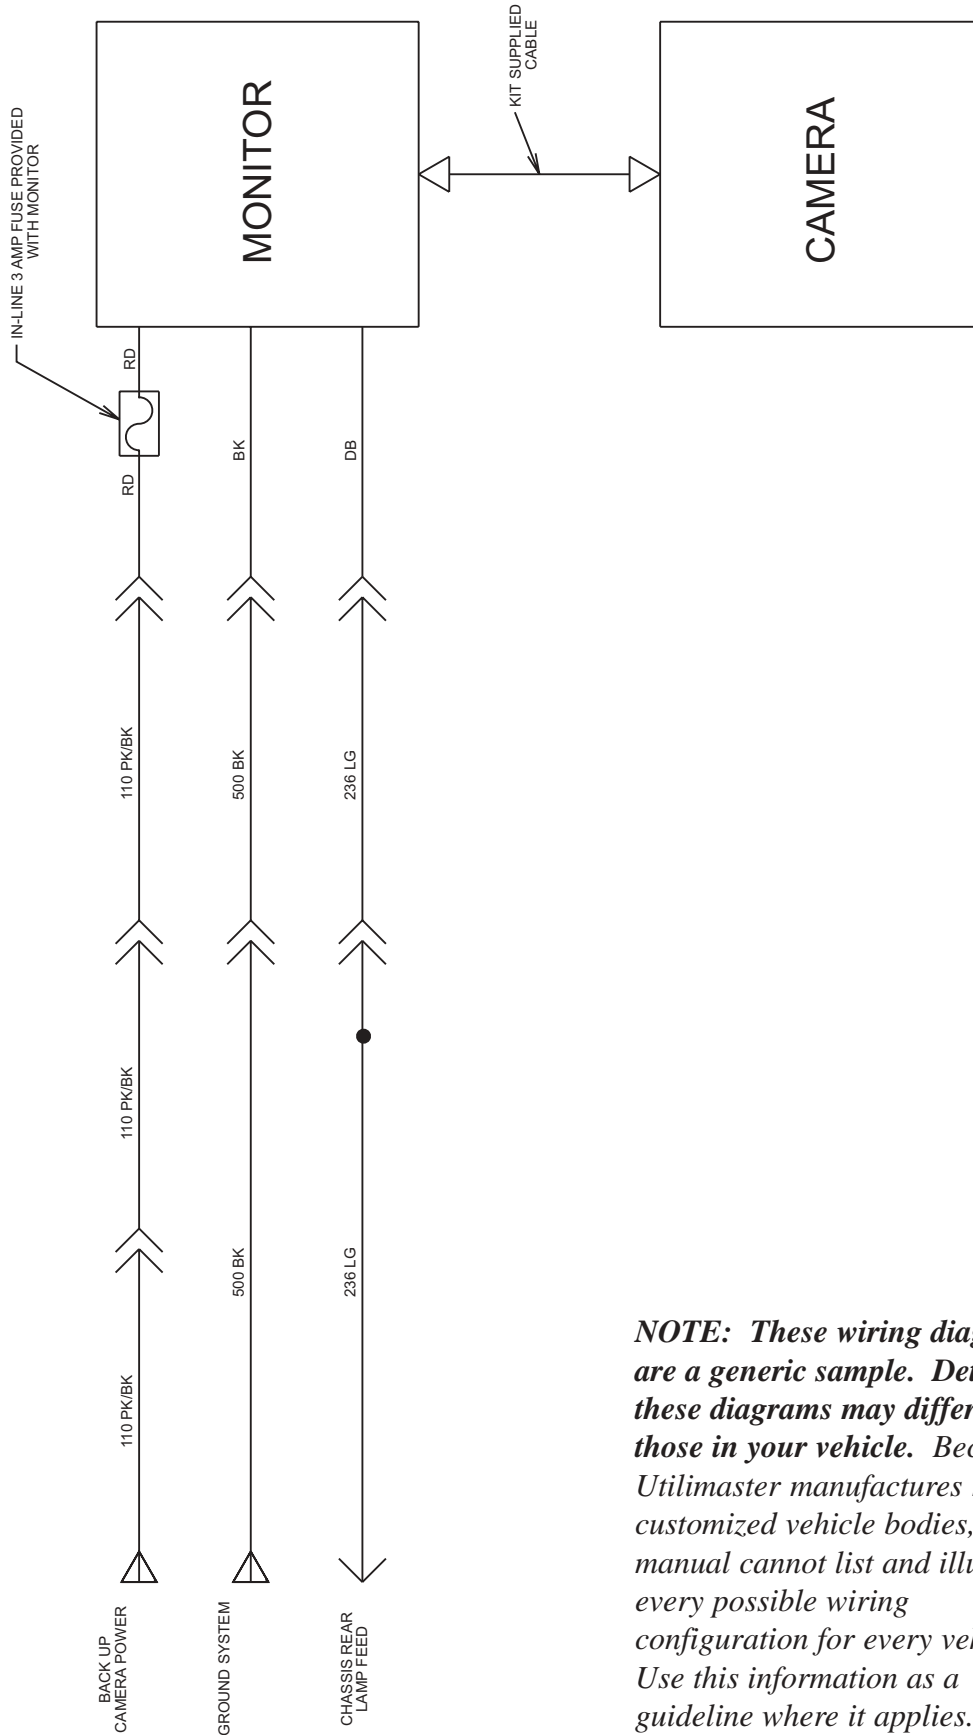 IN-LINE 3 AMP FUSE PROVIDED
WITH MONITOR
BACK UP
CAMERA POWER
110 PK/BK
110 PK/BK
110 PK/BK
RD
RD
GROUND SYSTEM
500 BK
500 BK
BK
MONITOR
CHASSIS REAR
LAMP FEED
236 LG
236 LG
DB
KIT SUPPLIED
CABLE
CAMERA
NOTE: These wiring diag
are a generic sample. Det
these diagrams may differ
those in your vehicle. Bec
Utilimaster manufactures
customized vehicle bodies,
manual cannot list and illu
every possible wiring
configuration for every ve
Use this information as a
guideline where it applies.